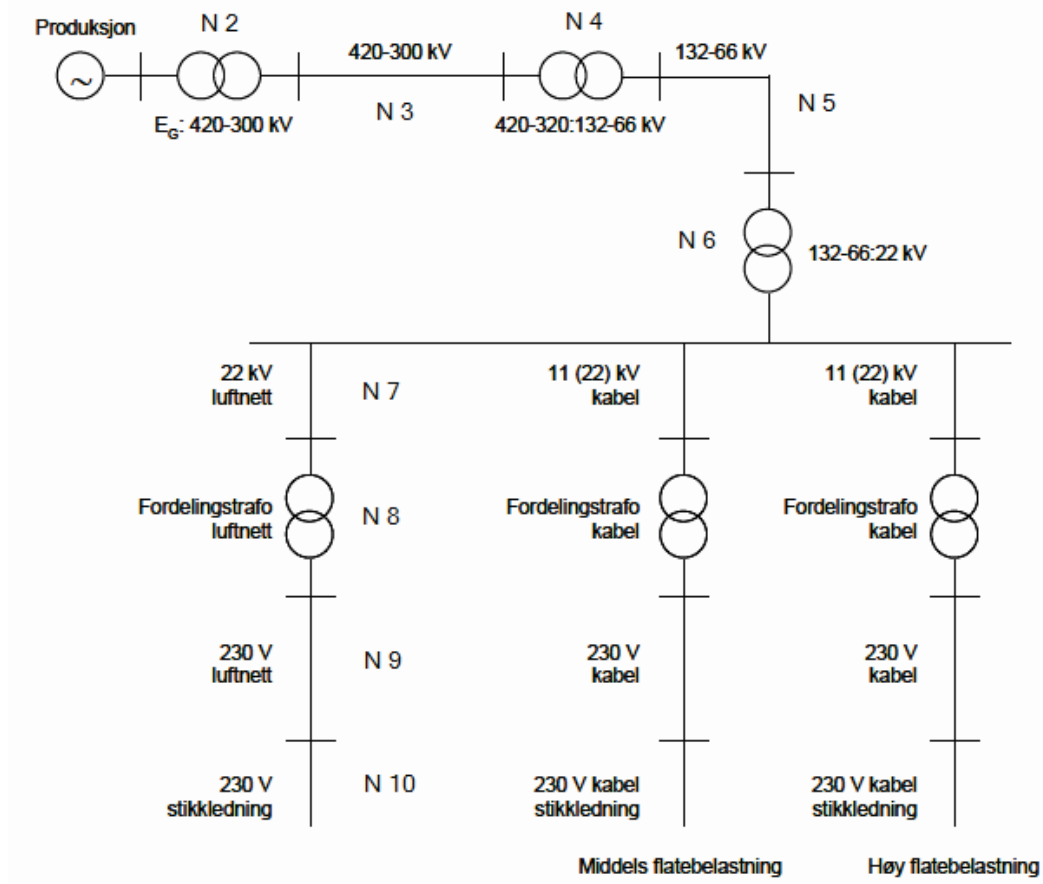 Produksjon
N 2
N 4
~
420-300 kV
132-66 kV
N 3
N 5
E_G: 420-300 kV
420-320:132-66 kV
N 6
132-66:22 kV
22 kV
luftnett
N 7
11 (22) kV
kabel
11 (22) kV
kabel
Fordelingstrafo
luftnett
N 8
Fordelingstrafo
kabel
Fordelingstrafo
kabel
230 V
luftnett
N 9
230 V
kabel
230 V
kabel
230 V
stikkledning
N 10
230 V kabel
stikkledning
230 V kabel
stikkledning
Middels flatebelastning
Høy flatebelastning